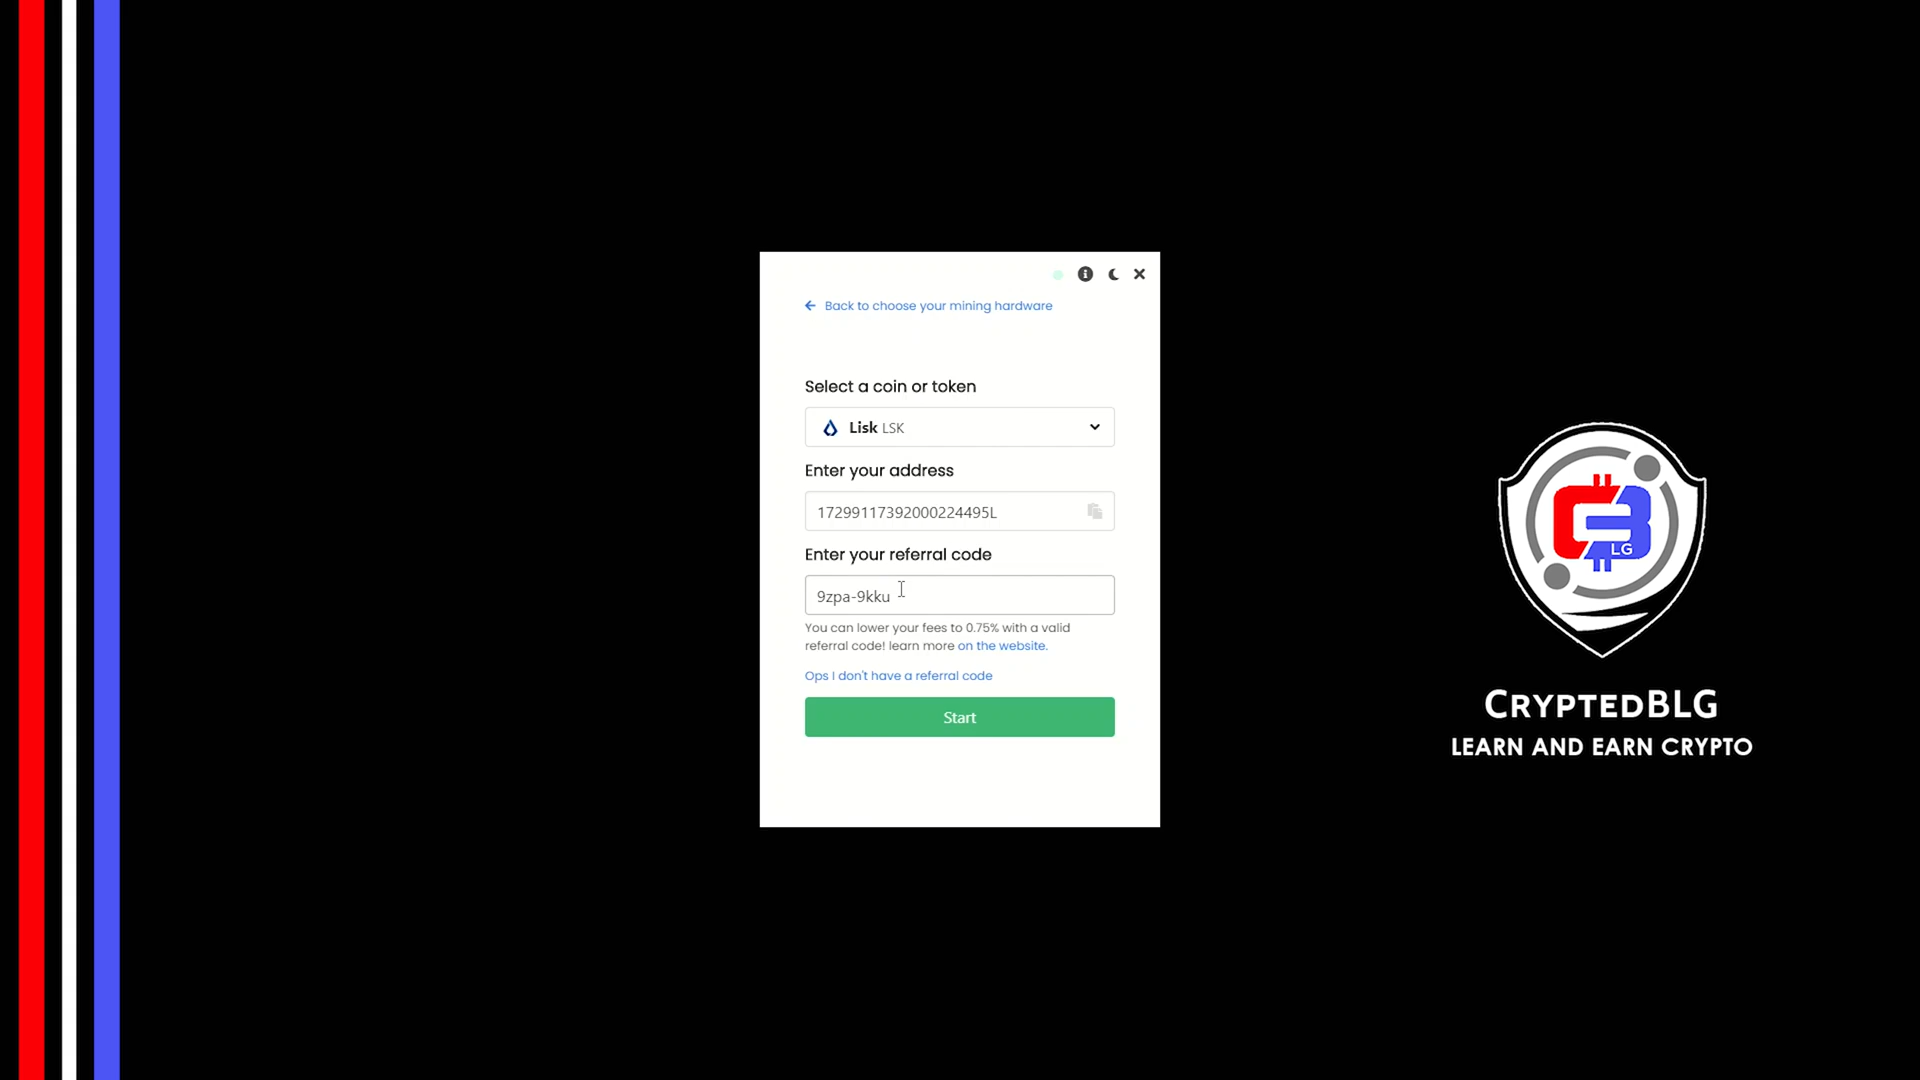 Back to choose your mining hardware
Select a coin or token
Lisk LSK
Enter your address
17299117392000224495L
Enter your referral code
9zpa-9kku
You can lower your fees to 0.75% with a valid
referral code! learn more on the website.
Ops I don't have a referral code
Start
LG
CRYPTEDBLG
LEARN AND EARN CRYPTO